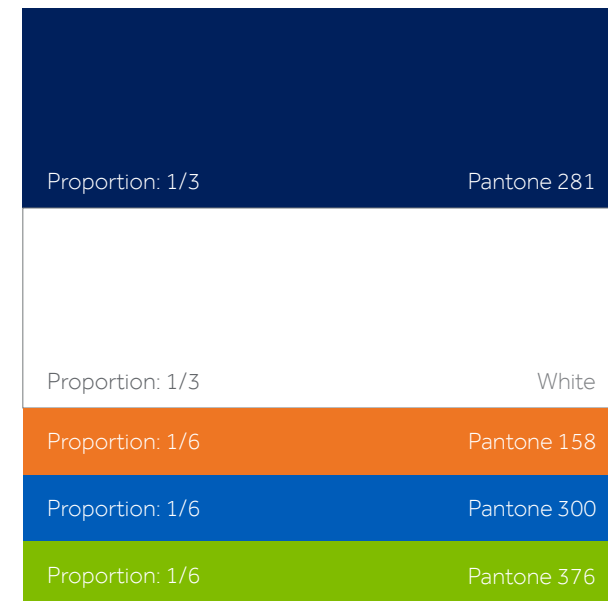 Proportion: 1/3 Pantone 281
Proportion: 1/3 White
Proportion: 1/6 Pantone 158
Proportion: 1/6 Pantone 300
Proportion: 1/6 Pantone 376